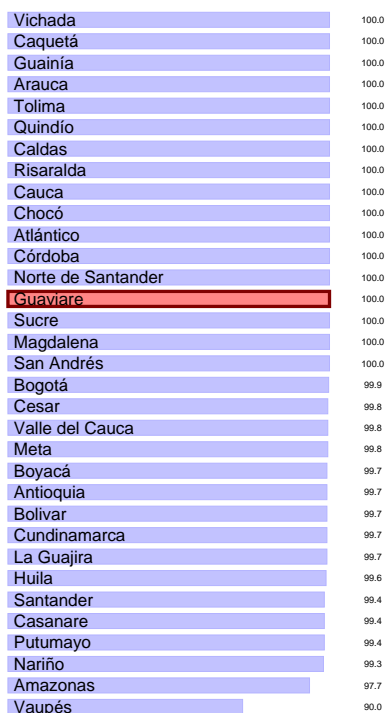 Vichada 100.0
Caquetá 100.0
Guainía 100.0
Arauca 100.0
Tolima 100.0
Quindío 100.0
Caldas 100.0
Risaralda 100.0
Cauca 100.0
Chocó 100.0
Atlántico 100.0
Córdoba 100.0
Norte de Santander 100.0
Guaviare 100.0
Sucre 100.0
Magdalena 100.0
San Andrés 100.0
Bogotá 99.9
Cesar 99.8
Valle del Cauca 99.8
Meta 99.8
Boyacá 99.7
Antioquia 99.7
Bolivar 99.7
Cundinamarca 99.7
La Guajira 99.7
Huila 99.6
Santander 99.4
Casanare 99.4
Putumayo 99.4
Nariño 99.3
Amazonas 97.7
Vaupés 90.0